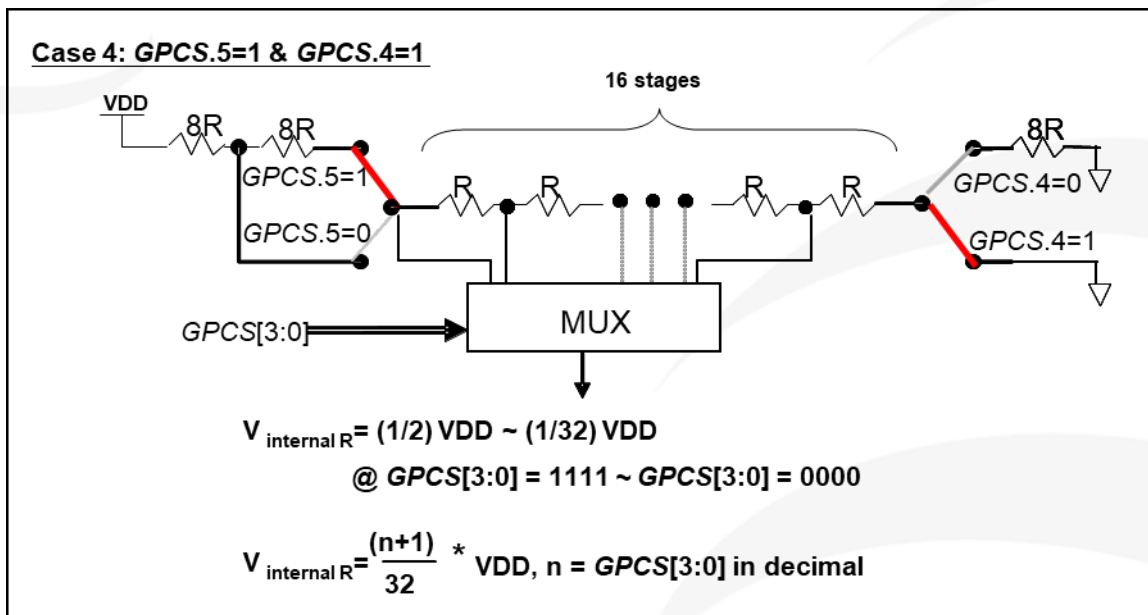 Case 4: GPCS.5=1 & GPCS.4=1
16 stages
VDD
8R
8R
8R
GPCS.5=1
R
R
R
R
GPCS.4=0
GPCS.5=0
GPCS.4=1
MUX
GPCS[3:0]
V internal R = (1/2) VDD ~ (1/32) VDD
@ GPCS[3:0] = 1111 ~ GPCS[3:0] = 0000
V internal R = (n+1)/32 * VDD, n = GPCS[3:0] in decimal